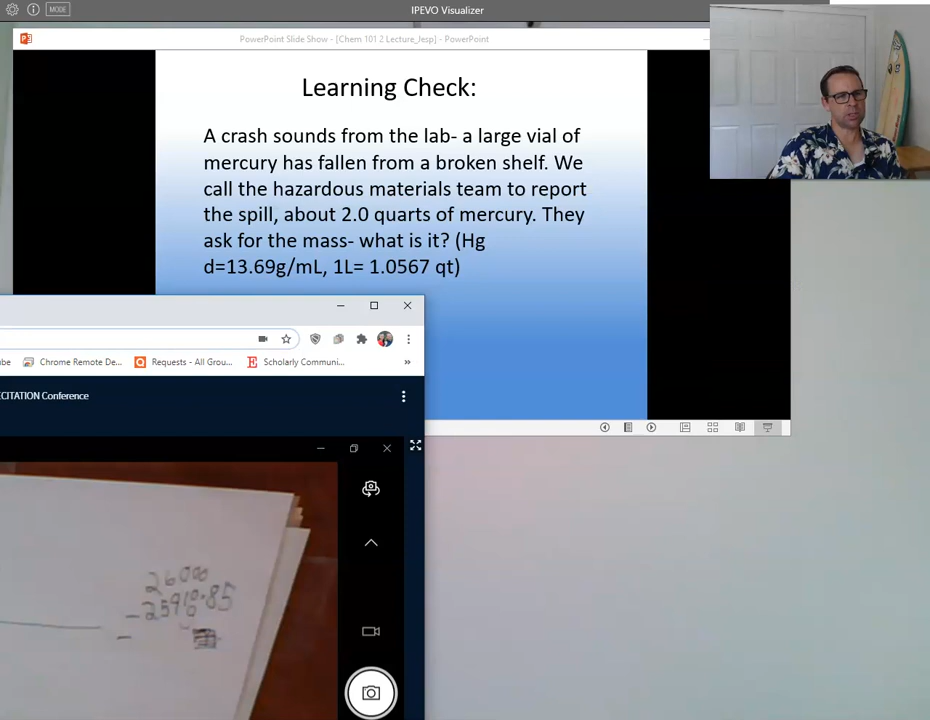 MODE
IPEVO Visualizer
PowerPoint Slide Show - [Chem 101 2 Lecture_Jesp] - PowerPoint
Learning Check:
A crash sounds from the lab- a large vial of
mercury has fallen from a broken shelf. We
call the hazardous materials team to report
the spill, about 2.0 quarts of mercury. They
ask for the mass- what is it? (Hg
d=13.69g/mL, 1L= 1.0567 qt)
be
Chrome Remote De...
Requests - All Grou...
Scholarly Communi...
»
CITATION Conference
26000